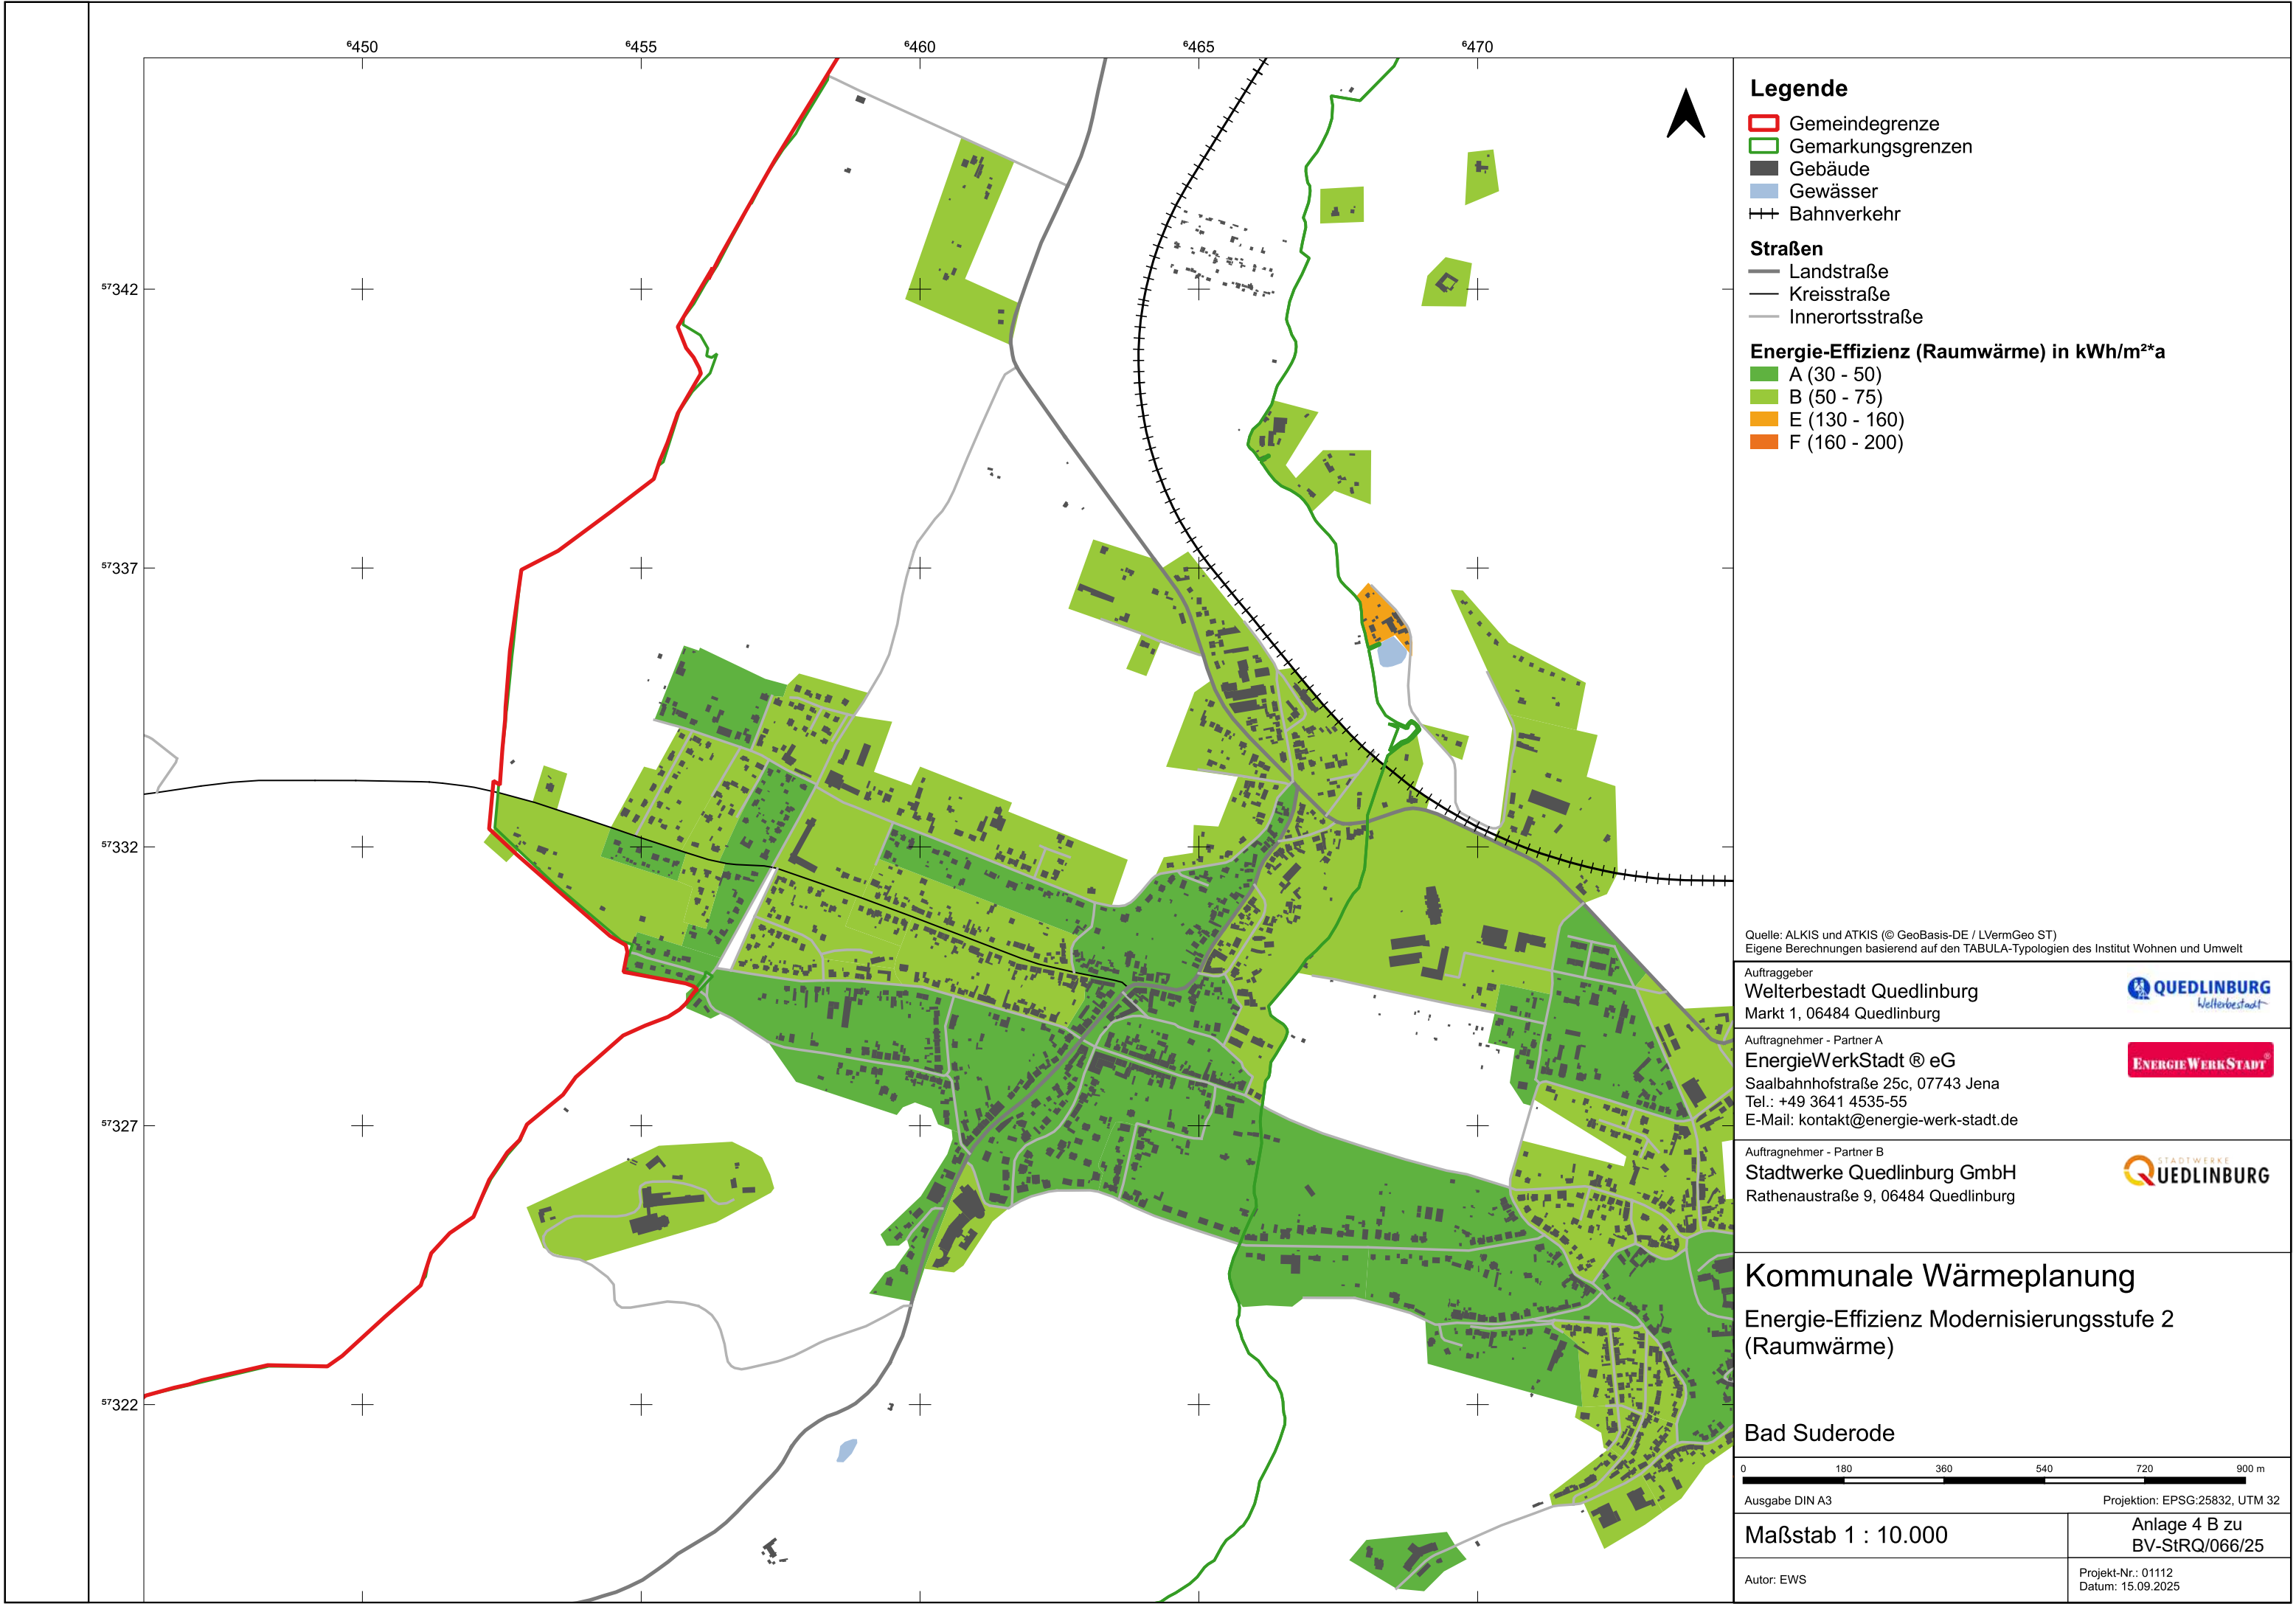 6450
6455
6460
6465
6470
57342
57337
57332
57327
57322
Legende
Gemeindegrenze
Gemarkungsgrenzen
Gebäude
Gewässer
Bahnverkehr
Straßen
Landstraße
Kreisstraße
Innerortsstraße
Energie-Effizienz (Raumwärme) in kWh/m²*a
A (30 - 50)
B (50 - 75)
E (130 - 160)
F (160 - 200)
Quelle: ALKIS und ATKIS (© GeoBasis-DE / LVermGeo ST)
Eigene Berechnungen basierend auf den TABULA-Typologien des Institut Wohnen und Umwelt
Auftraggeber
Welterbestadt Quedlinburg
Markt 1, 06484 Quedlinburg
QUEDLINBURG
Welterbestadt
Auftragnehmer - Partner A
EnergieWerkStadt ® eG
Saalbahnhofstraße 25c, 07743 Jena
Tel.: +49 3641 4535-55
E-Mail: kontakt@energie-werk-stadt.de
ENERGIEWERKSTADT®
Auftragnehmer - Partner B
Stadtwerke Quedlinburg GmbH
Rathenaustraße 9, 06484 Quedlinburg
STADTWERKE
QUEDLINBURG
Kommunale Wärmeplanung
Energie-Effizienz Modernisierungsstufe 2
(Raumwärme)
Bad Suderode
0 180 360 540 720 900 m
Ausgabe DIN A3
Projektion: EPSG:25832, UTM 32
Maßstab 1 : 10.000
Anlage 4 B zu
BV-StRQ/066/25
Autor: EWS
Projekt-Nr.: 01112
Datum: 15.09.2025